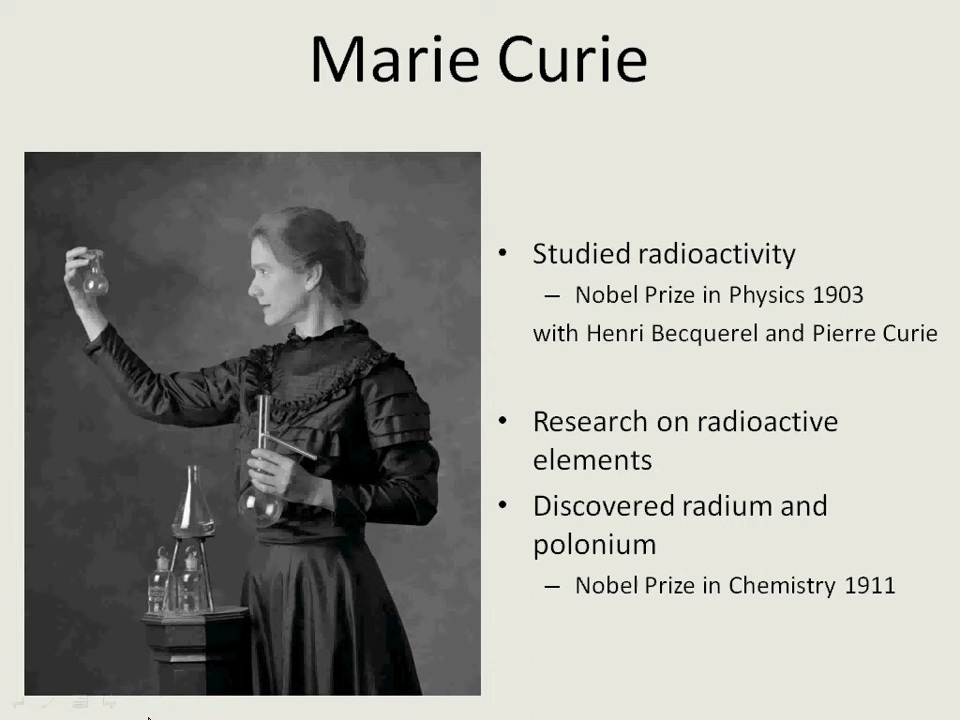 Marie Curie
• Studied radioactivity
– Nobel Prize in Physics 1903
with Henri Becquerel and Pierre Curie
• Research on radioactive
elements
• Discovered radium and
polonium
– Nobel Prize in Chemistry 1911